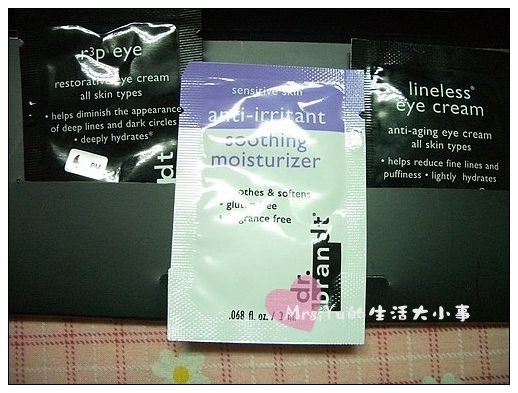 r³p eye
restorative eye cream
all skin types
• helps diminish the appearance
of deep lines and dark circles
• deeply hydrates*
PM
sensitive skin
anti-irritant
soothing
moisturizer
soothes & softens
• gluten free
• fragrance free
dr.
brandt
.068 fl. oz. / 2
lineless®
eye cream
anti-aging eye cream
all skin types
• helps reduce fine lines and
puffiness • lightly hydrates
Mrs.Yu的生活大小事